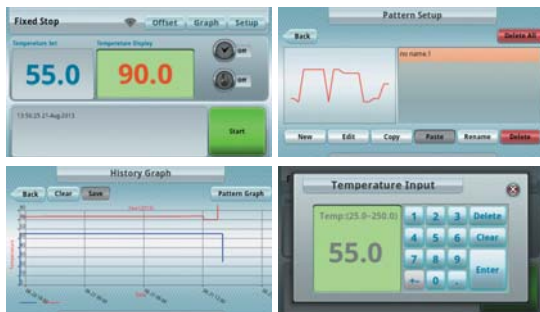 Fixed Stop
Offset Graph Setup
Temperature Set
Temperature Display
55.0
90.0
Off
Off
13:56:25 21-Aug-2013
Start
Pattern Setup
Back
Delete All
no name.1
New Edit Copy Paste Rename Delete
History Graph
Back Clear Save
Pattern Graph
Temperature
Time
Temperature Input
Temp:(25.0~250.0)
55.0
1 2 3 Delete
4 5 6 Clear
7 8 9
+- 0 .
Enter